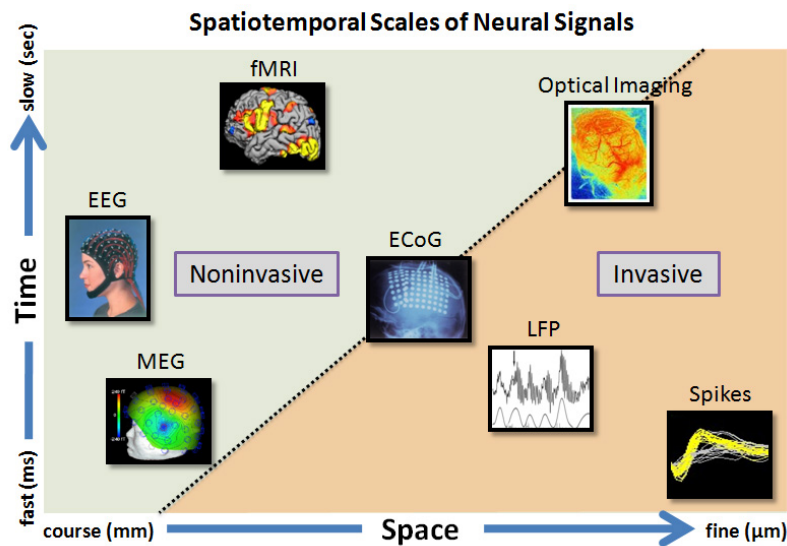 Spatiotemporal Scales of Neural Signals
slow (sec)
fMRI
Optical Imaging
EEG
ECoG
Noninvasive
Invasive
Time
LFP
MEG
Spikes
fast (ms)
course (mm)
Space
fine (μm)